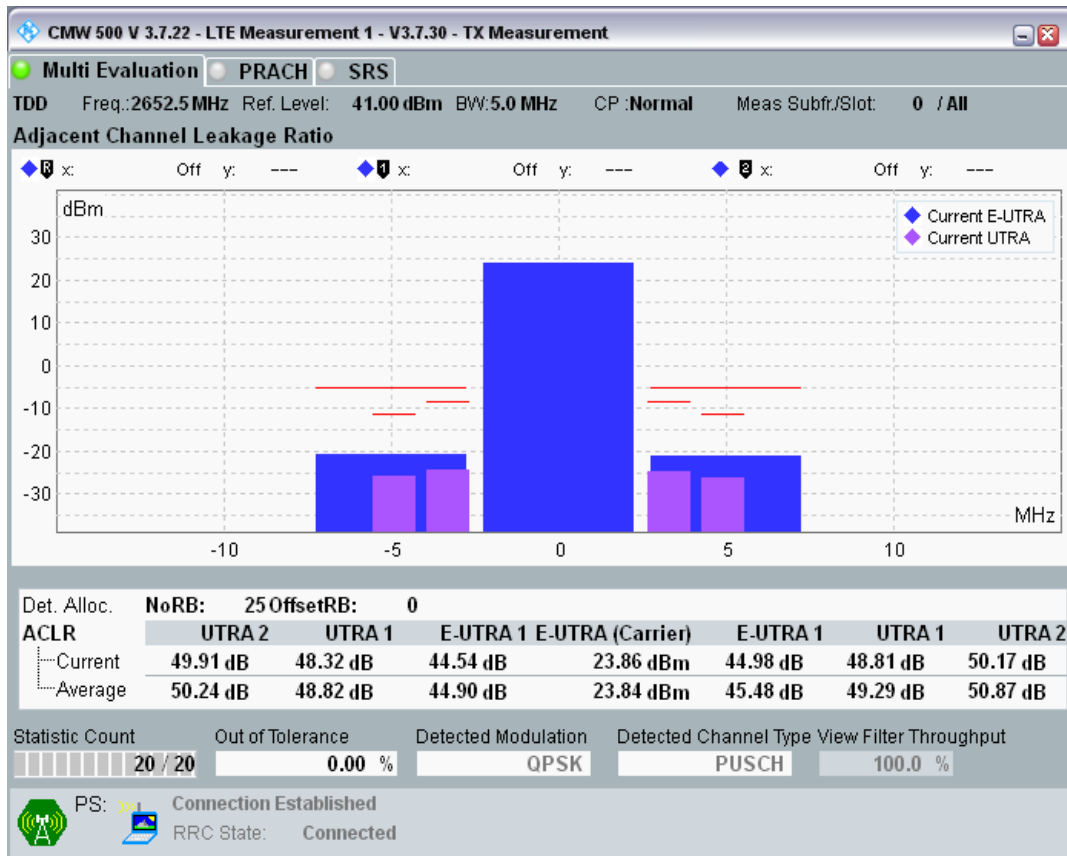 CMW 500 V 3.7.22 - LTE Measurement 1 - V3.7.30 - TX Measurement
Multi Evaluation PRACH SRS
TDD Freq.:2652.5 MHz Ref. Level: 41.00 dBm BW:5.0 MHz CP :Normal Meas Subfr./Slot: 0 / All
Adjacent Channel Leakage Ratio
R x: Off y: --- 1 x: Off y: --- 2 x: Off y: ---
dBm
Current E-UTRA
Current UTRA
30
20
10
0
-10
-20
-30
MHz
-10 -5 0 5 10
Det. Alloc. NoRB: 25 OffsetRB: 0
ACLR UTRA 2 UTRA 1 E-UTRA 1 E-UTRA (Carrier) E-UTRA 1 UTRA 1 UTRA 2
Current 49.91 dB 48.32 dB 44.54 dB 23.86 dBm 44.98 dB 48.81 dB 50.17 dB
Average 50.24 dB 48.82 dB 44.90 dB 23.84 dBm 45.48 dB 49.29 dB 50.87 dB
Statistic Count Out of Tolerance Detected Modulation Detected Channel Type View Filter Throughput
20 / 20 0.00 % QPSK PUSCH 100.0 %
PS: Connection Established
RRC State: Connected